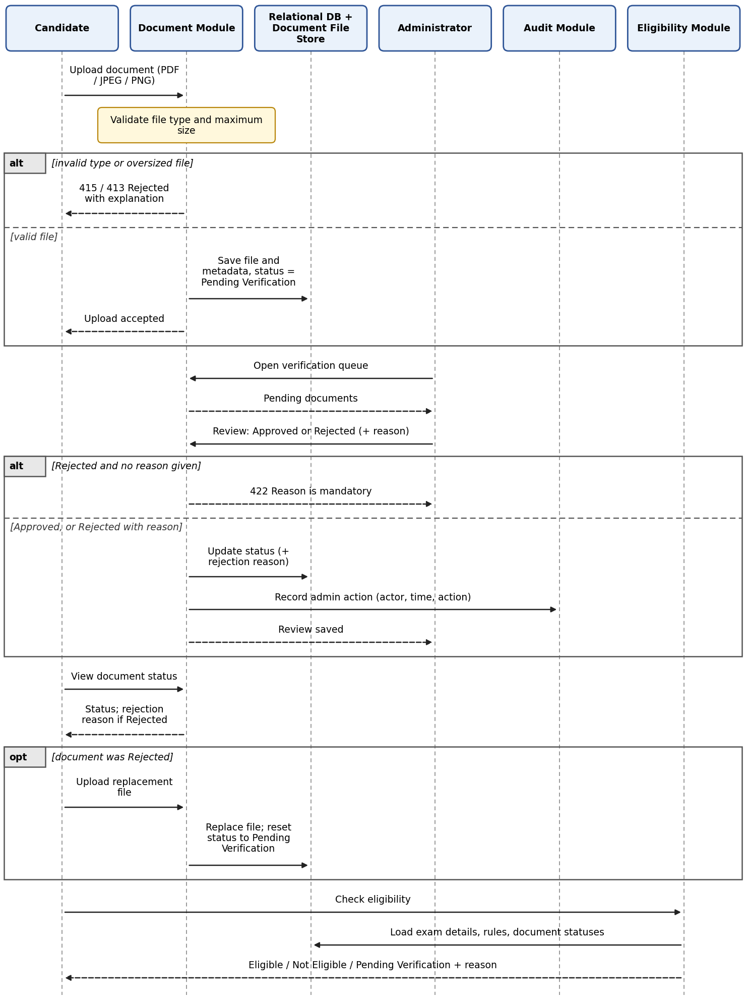 Candidate
Document Module
Relational DB +
Document File
Store
Administrator
Audit Module
Eligibility Module
Upload document (PDF
/ JPEG / PNG)
Validate file type and maximum
size
alt
[invalid type or oversized file]
415 / 413 Rejected
with explanation
[valid file]
Save file and
metadata, status =
Pending Verification
Upload accepted
Open verification queue
Pending documents
Review: Approved or Rejected (+ reason)
alt
[Rejected and no reason given]
422 Reason is mandatory
[Approved, or Rejected with reason]
Update status (+
rejection reason)
Record admin action (actor, time, action)
Review saved
View document status
Status; rejection
reason if Rejected
opt
[document was Rejected]
Upload replacement
file
Replace file; reset
status to Pending
Verification
Check eligibility
Load exam details, rules, document statuses
Eligible / Not Eligible / Pending Verification + reason